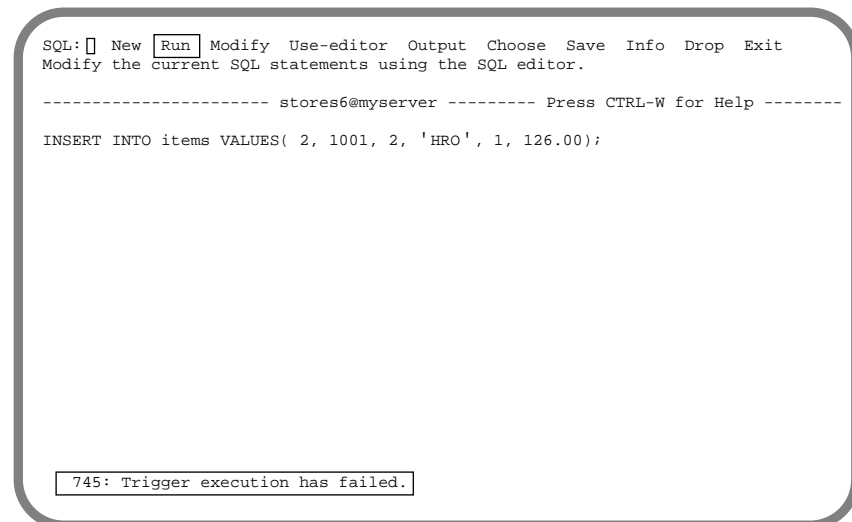 SQL: New Run Modify Use-editor Output Choose Save Info Drop Exit
Modify the current SQL statements using the SQL editor.
----------------------- stores6@myserver --------- Press CTRL-W for Help --------
INSERT INTO items VALUES( 2, 1001, 2, 'HRO', 1, 126.00);
745: Trigger execution has failed.